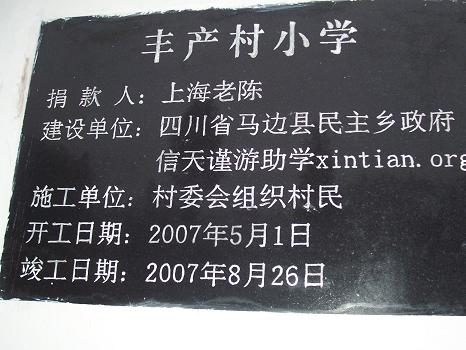 丰产村小学
捐款人：上海老陈
建设单位：四川省马边县民主乡政府
信天谨游助学xintian.org
施工单位：村委会组织村民
开工日期：2007年5月1日
竣工日期：2007年8月26日